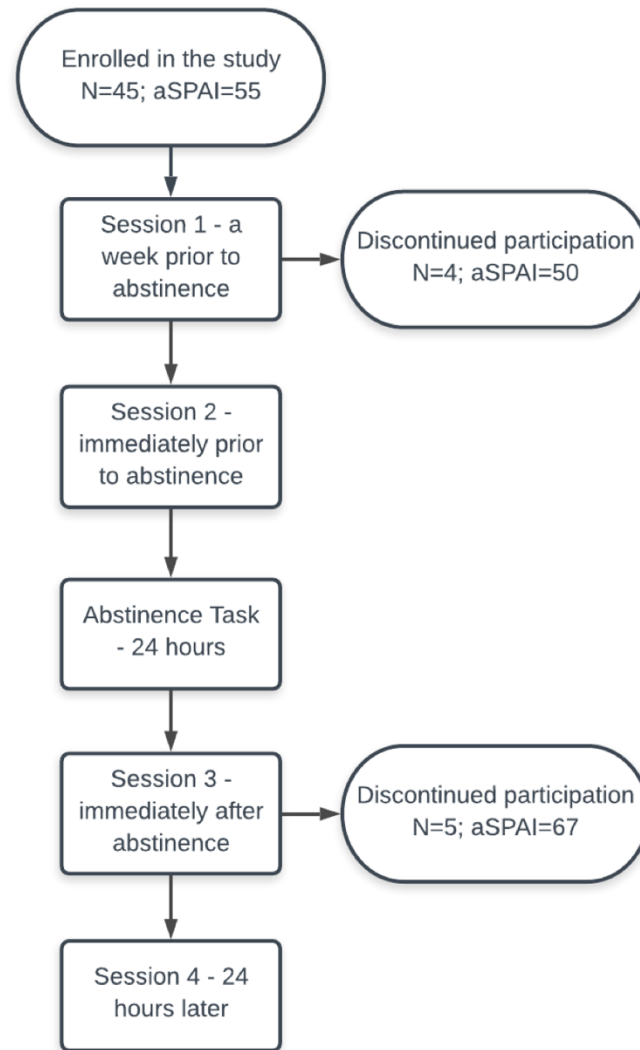 Enrolled in the study
N=45; aSPAI=55
Session 1 - a
week prior to
abstinence
Discontinued participation
N=4; aSPAI=50
Session 2 -
immediately prior
to abstinence
Abstinence Task
- 24 hours
Session 3 -
immediately after
abstinence
Discontinued participation
N=5; aSPAI=67
Session 4 - 24
hours later